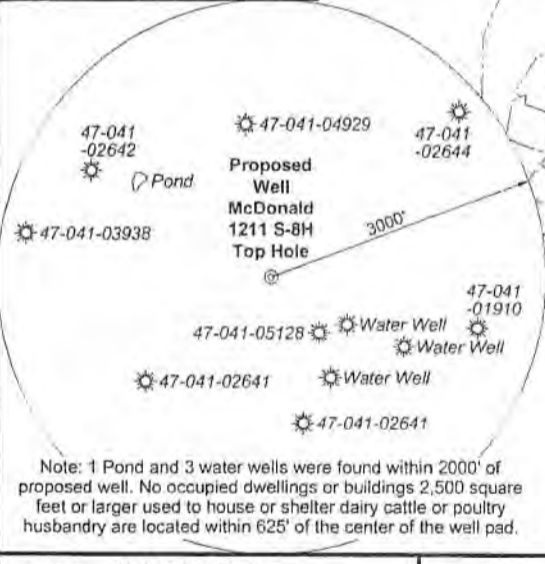 47-041
-02642
47-041-04929
47-041
-02644
Pond
Proposed
Well
McDonald
1211 S-8H
Top Hole
3000'
47-041-03938
47-041
-01910
47-041-05128
Water Well
Water Well
47-041-02641
Water Well
47-041-02641
Note: 1 Pond and 3 water wells were found within 2000' of
proposed well. No occupied dwellings or buildings 2,500 square
feet or larger used to house or shelter dairy cattle or poultry
husbandry are located within 625' of the center of the well pad.